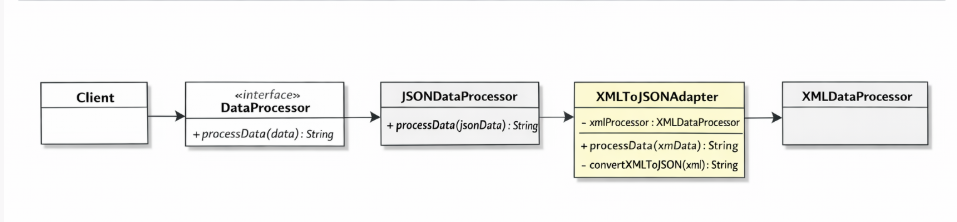 Client
«interface»
DataProcessor
+ processData(data) : String
JSONDataProcessor
+ processData(jsonData) : String
XMLToJSONAdapter
- xmlProcessor : XMLDataProcessor
+ processData(xmData) : String
- convertXMLToJSON(xml) : String
XMLDataProcessor